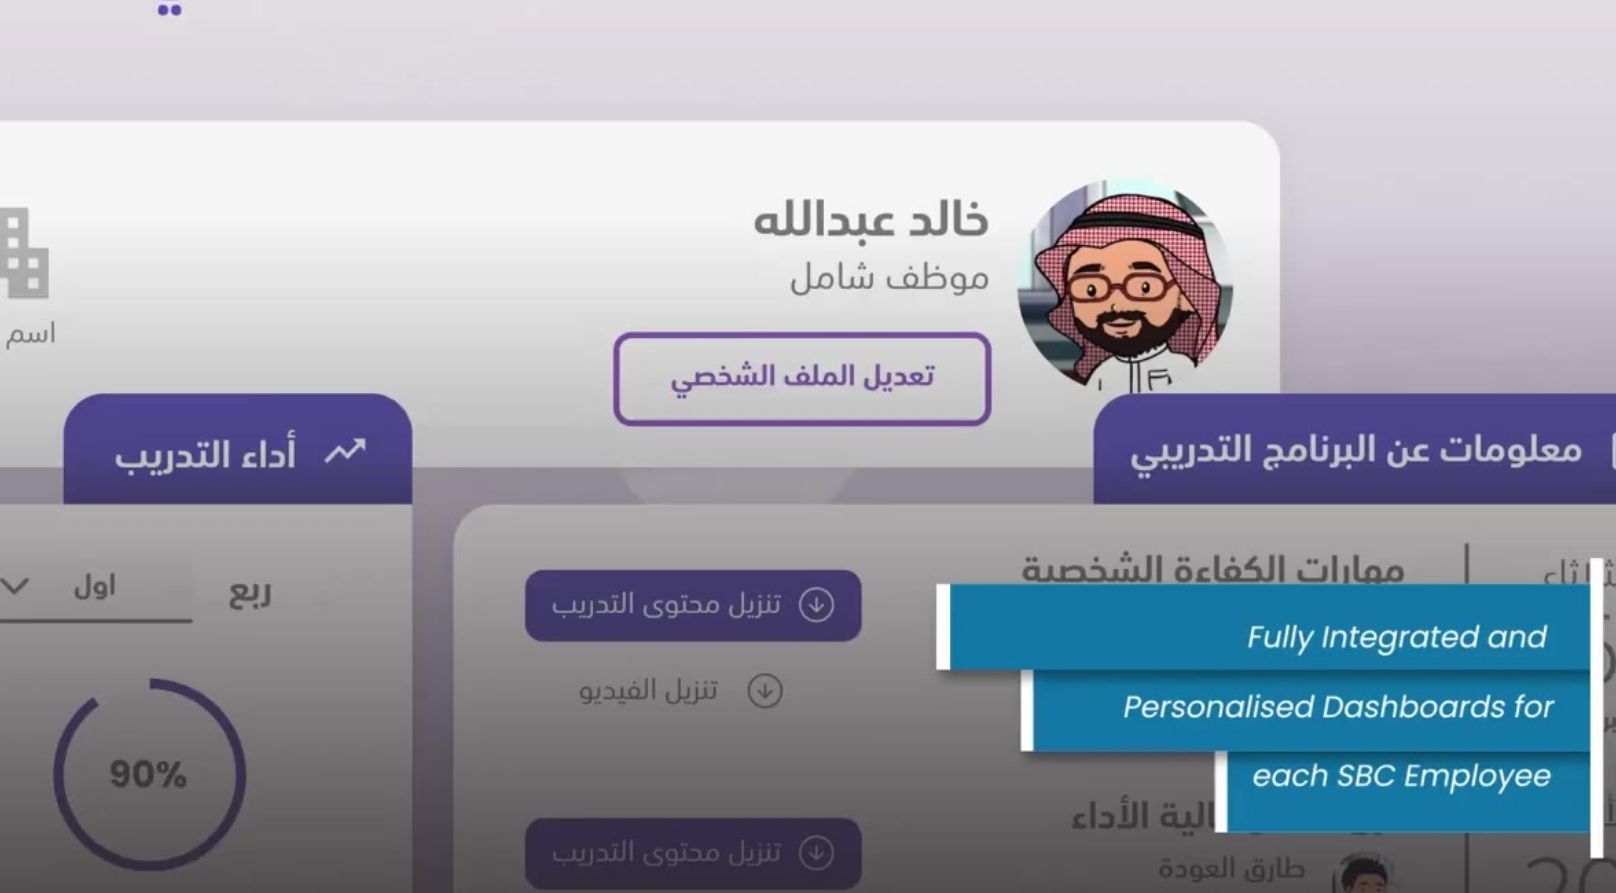 خالد عبدالله
موظف شامل
تعديل الملف الشخصي
اسم
معلومات عن البرنامج التدريبي
أداء التدريب
مهارات الكفاءة الشخصية
تنزيل محتوى التدريب
تنزيل الفيديو
ربع
اول
90%
Fully Integrated and
Personalised Dashboards for
each SBC Employee
الأداء
طارق العودة
تنزيل محتوى التدريب